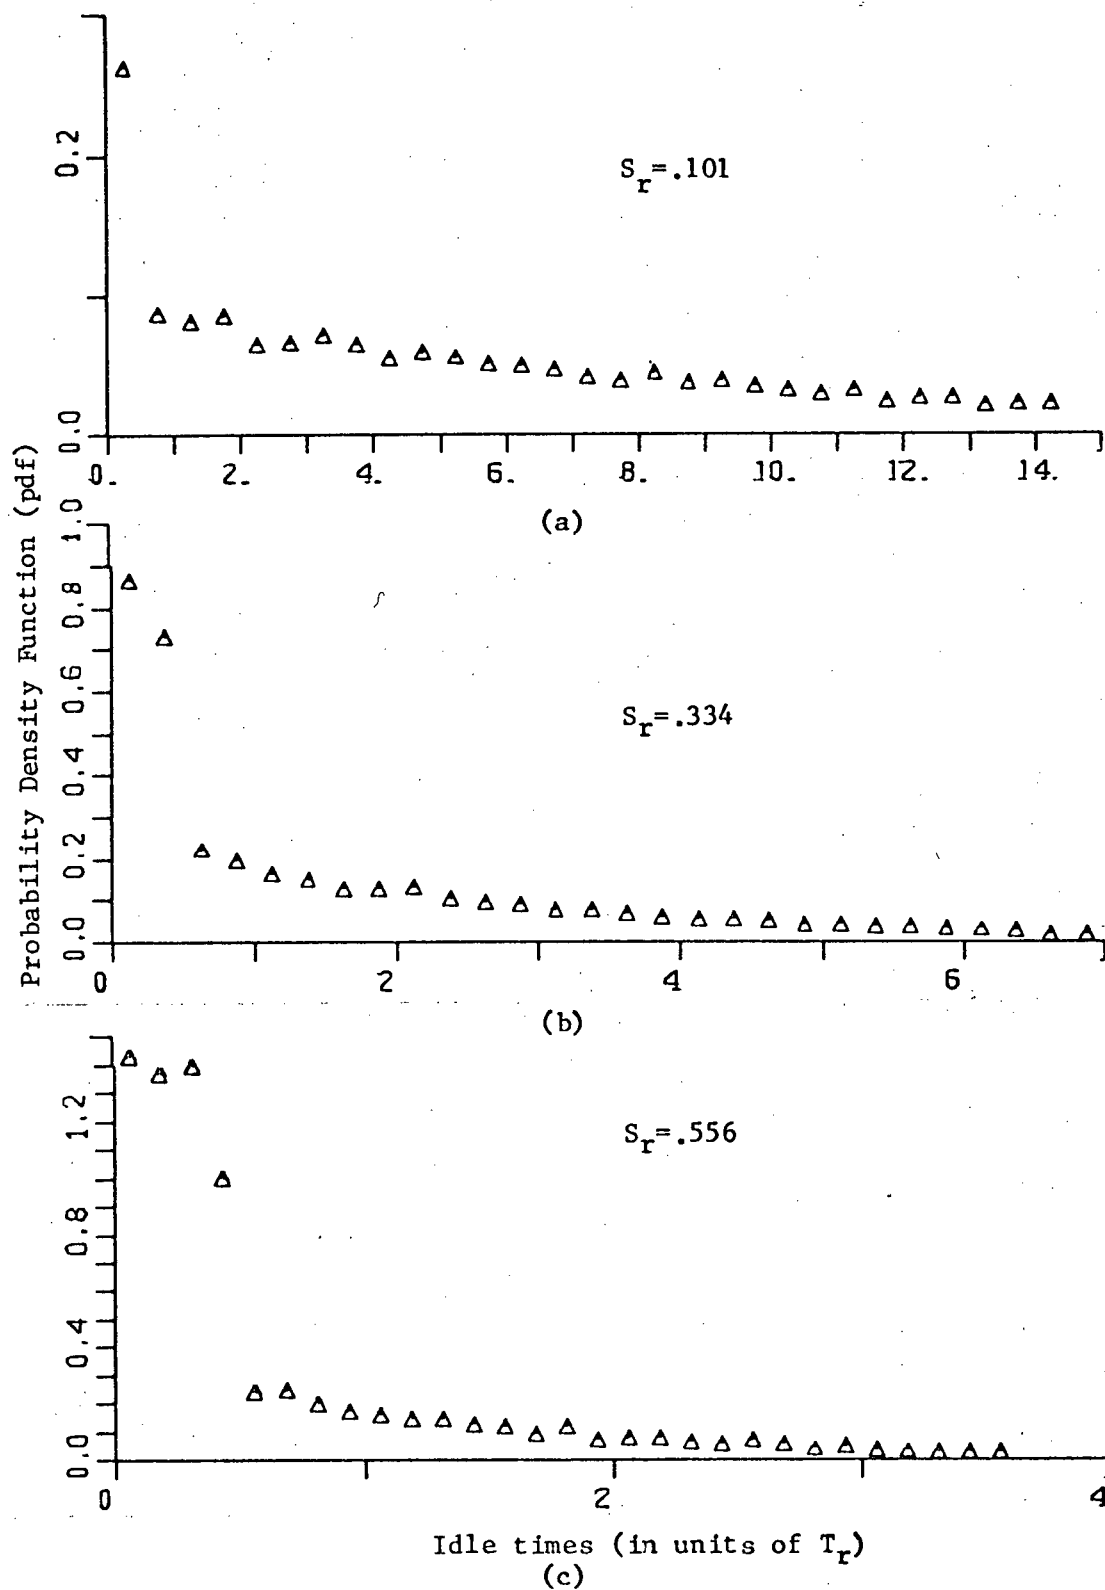 Probability Density Function (pdf)
0.2
0.0
S_r=.101
0. 2. 4. 6. 8. 10. 12. 14.
(a)
1.0
0.8
0.6
0.4
0.2
0.0
S_r=.334
0 2 4 6
(b)
1.2
0.8
0.4
0.0
S_r=.556
0 2 4
Idle times (in units of T_r)
(c)